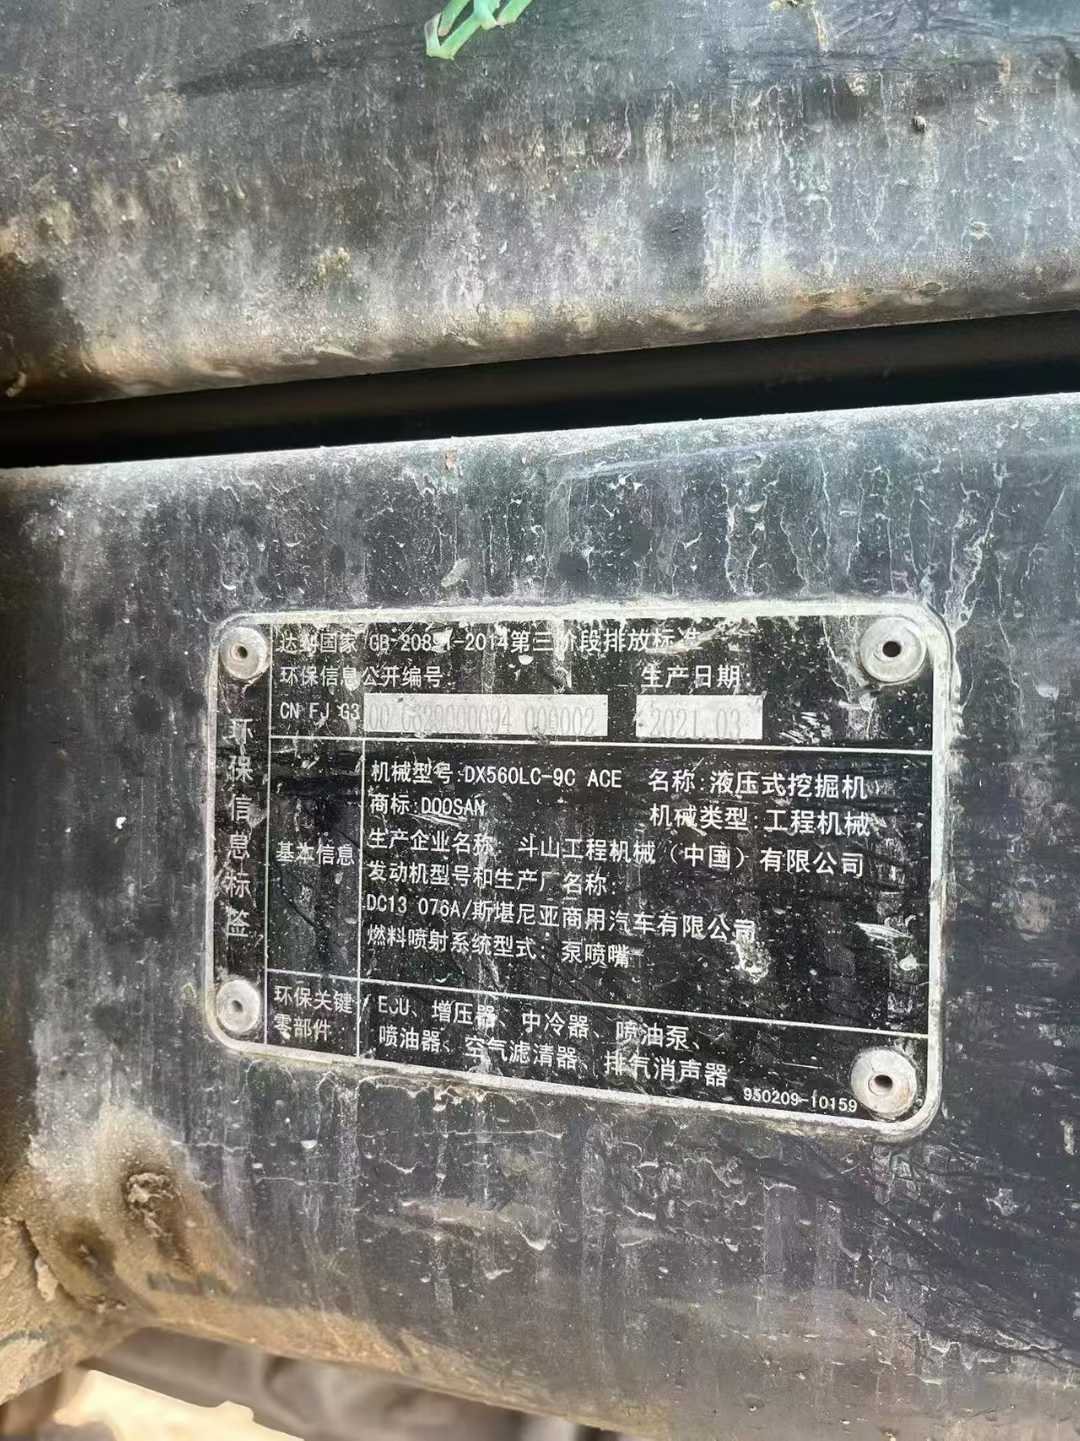 环保信息标签
达到国家 GB 20891-2014第三阶段排放标准
环保信息公开编号: 生产日期:
CN FJ G3 00 G820000094 000002 2021.03
基本信息
机械型号:DX560LC-9C ACE 名称:液压式挖掘机
商标:DOOSAN 机械类型:工程机械
生产企业名称: 斗山工程机械(中国)有限公司
发动机型号和生产厂名称:
DC13 076A/斯堪尼亚商用汽车有限公司
燃料喷射系统型式: 泵喷嘴
环保关键零部件
ECU、增压器、中冷器、喷油泵、
喷油器、空气滤清器、排气消声器
950209-10159